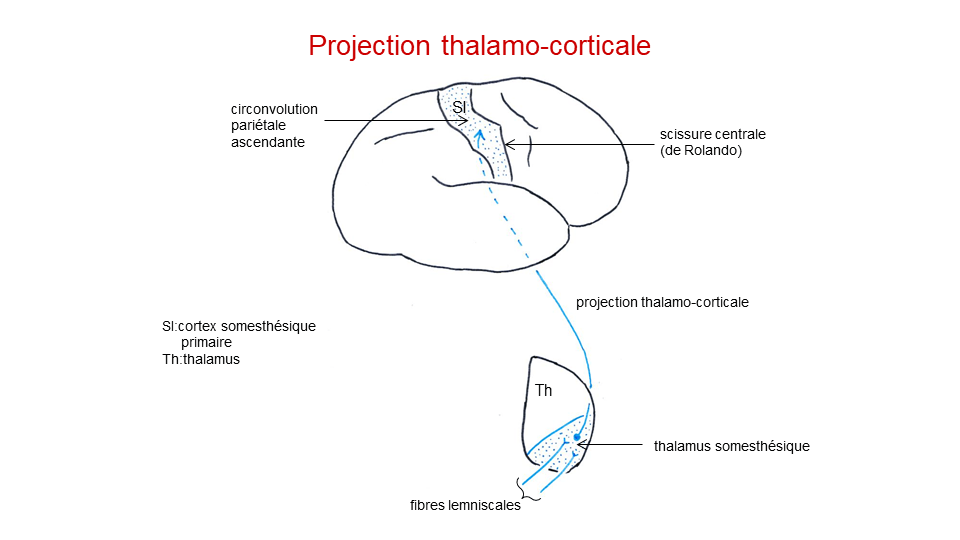 Projection thalamo-corticale
circonvolution
pariétale
ascendante
SI
scissure centrale
(de Rolando)
projection thalamo-corticale
SI:cortex somesthésique
primaire
Th:thalamus
Th
thalamus somesthésique
fibres lemniscales